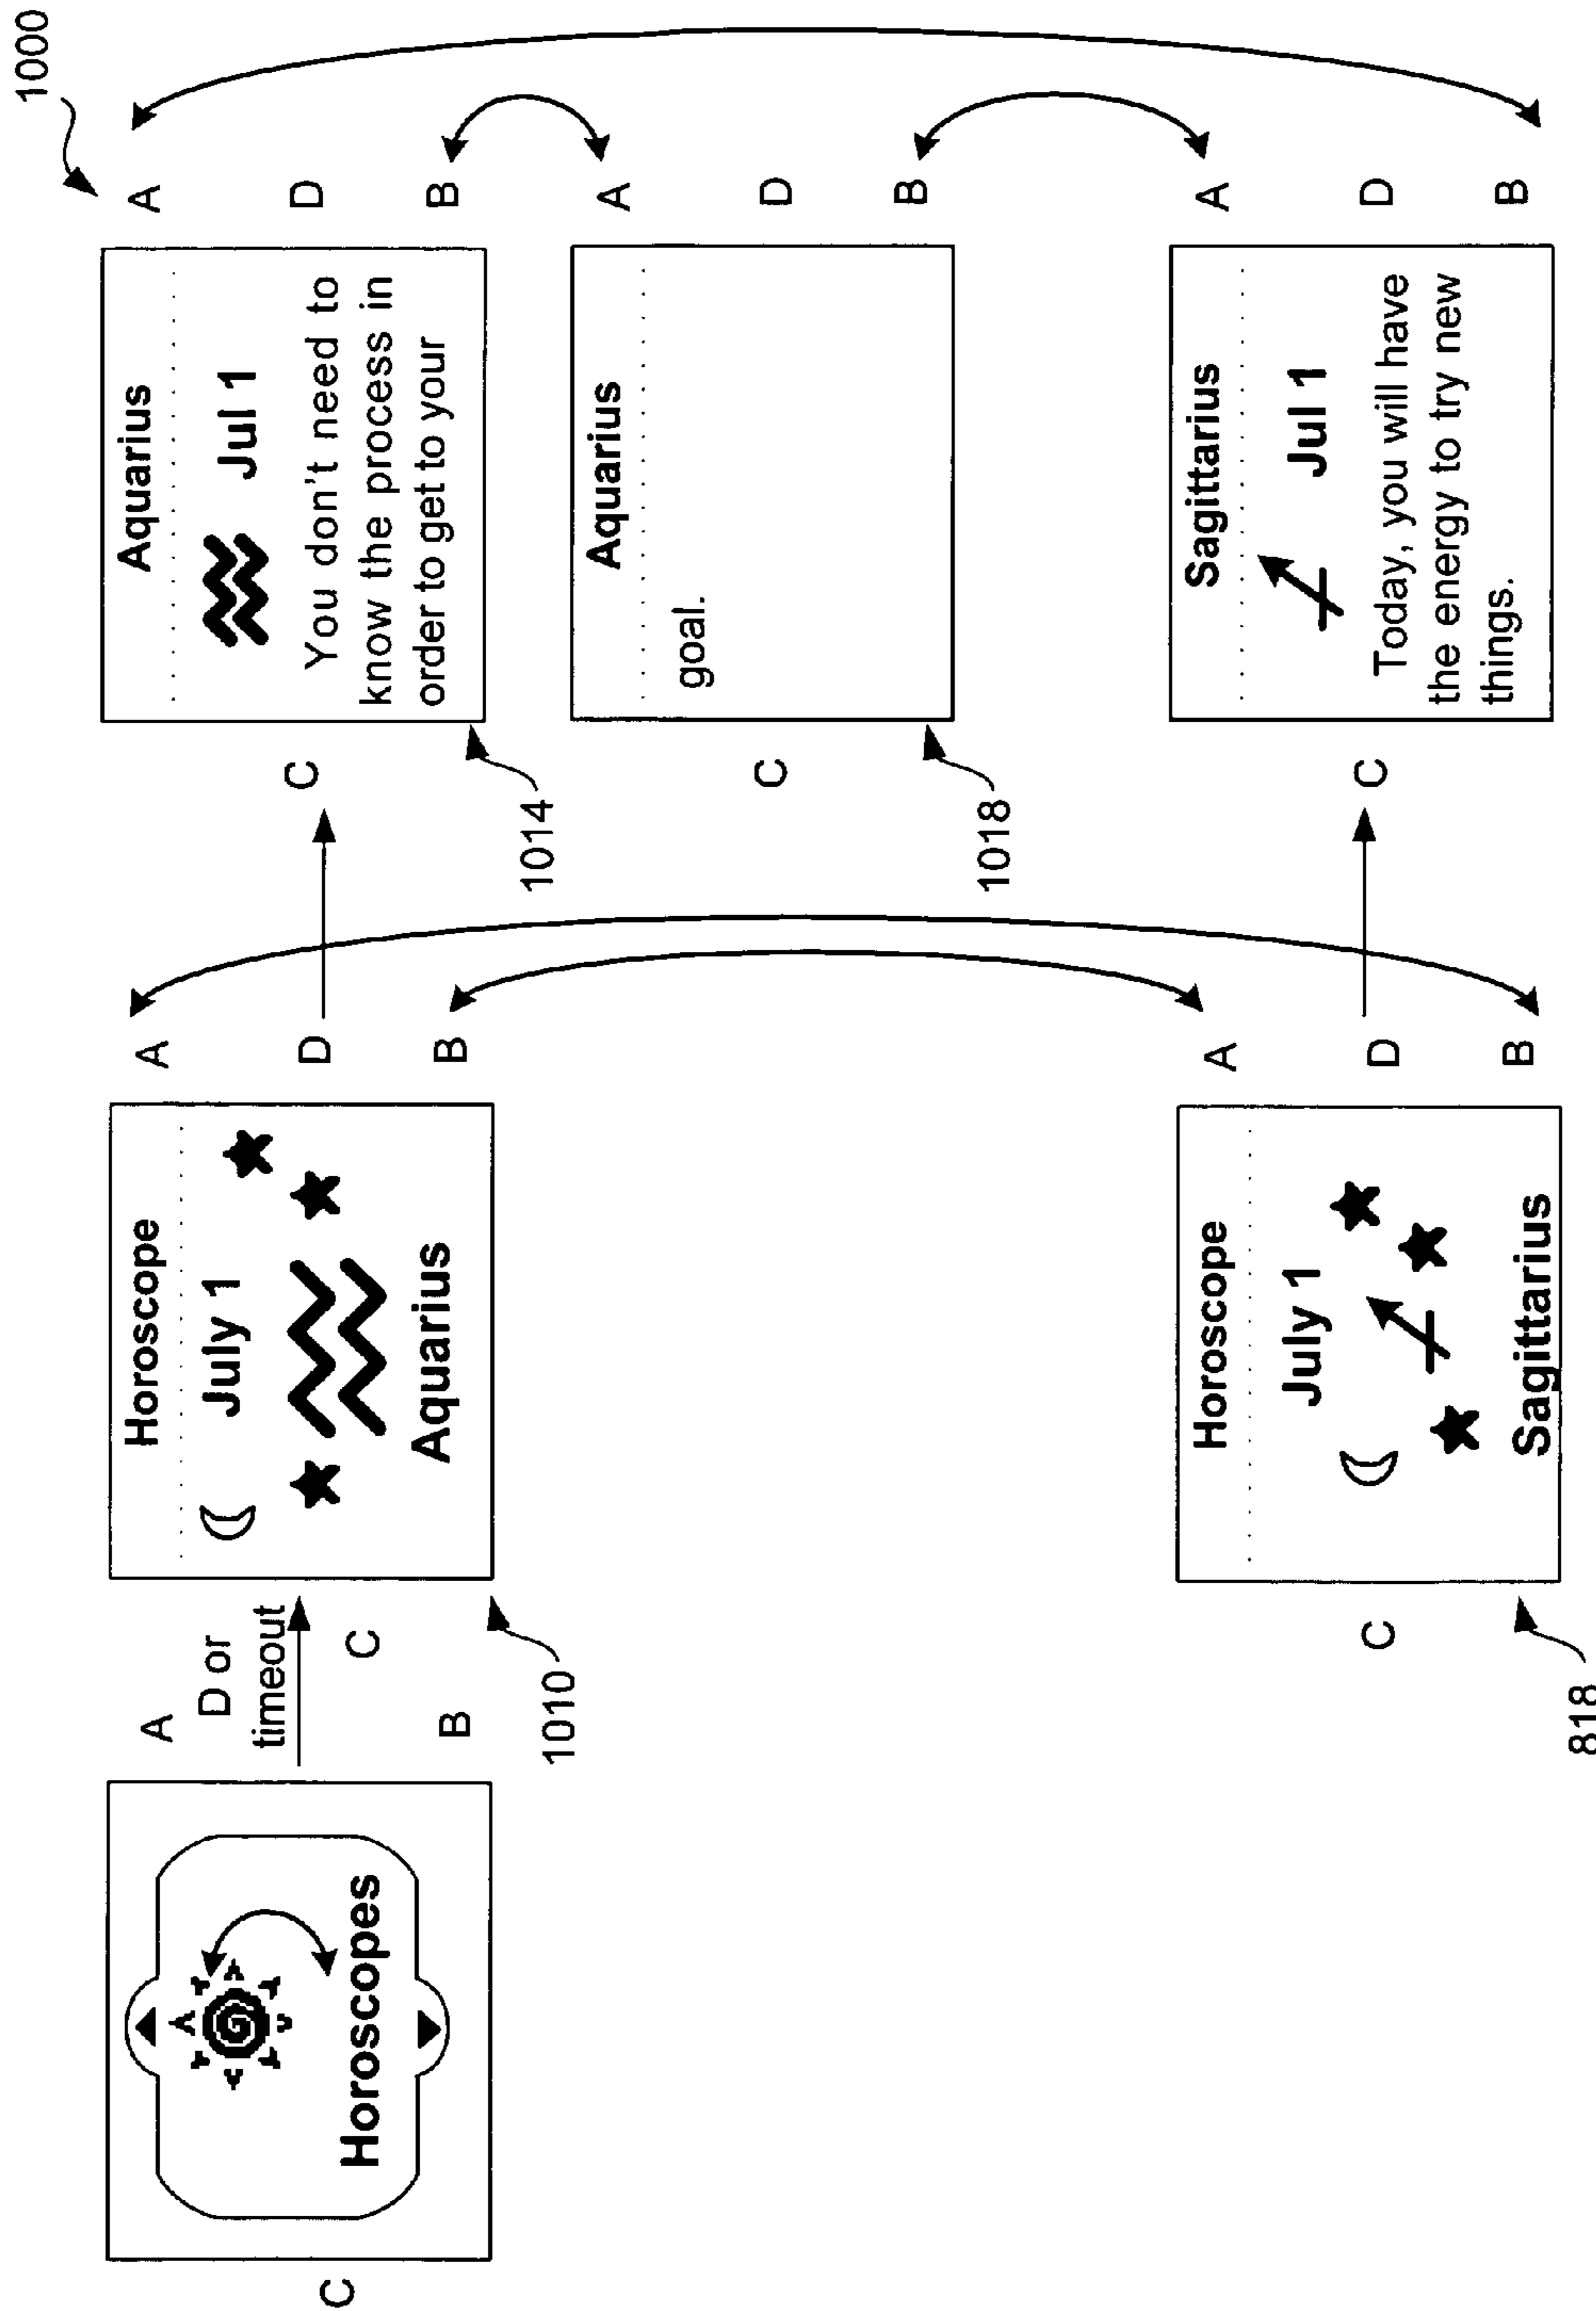 1000
C
Horoscopes
A
D or
timeout
C
B
1010
Horoscope
July 1
Aquarius
A
D
B
C
1014
Aquarius
Jul 1
You don't need to
know the process in
order to get to your
A
D
B
C
1018
Aquarius
goal.
A
D
B
C
818
Horoscope
July 1
Sagittarius
A
D
B
C
Sagittarius
Jul 1
Today, you will have
the energy to try new
things.
A
D
B